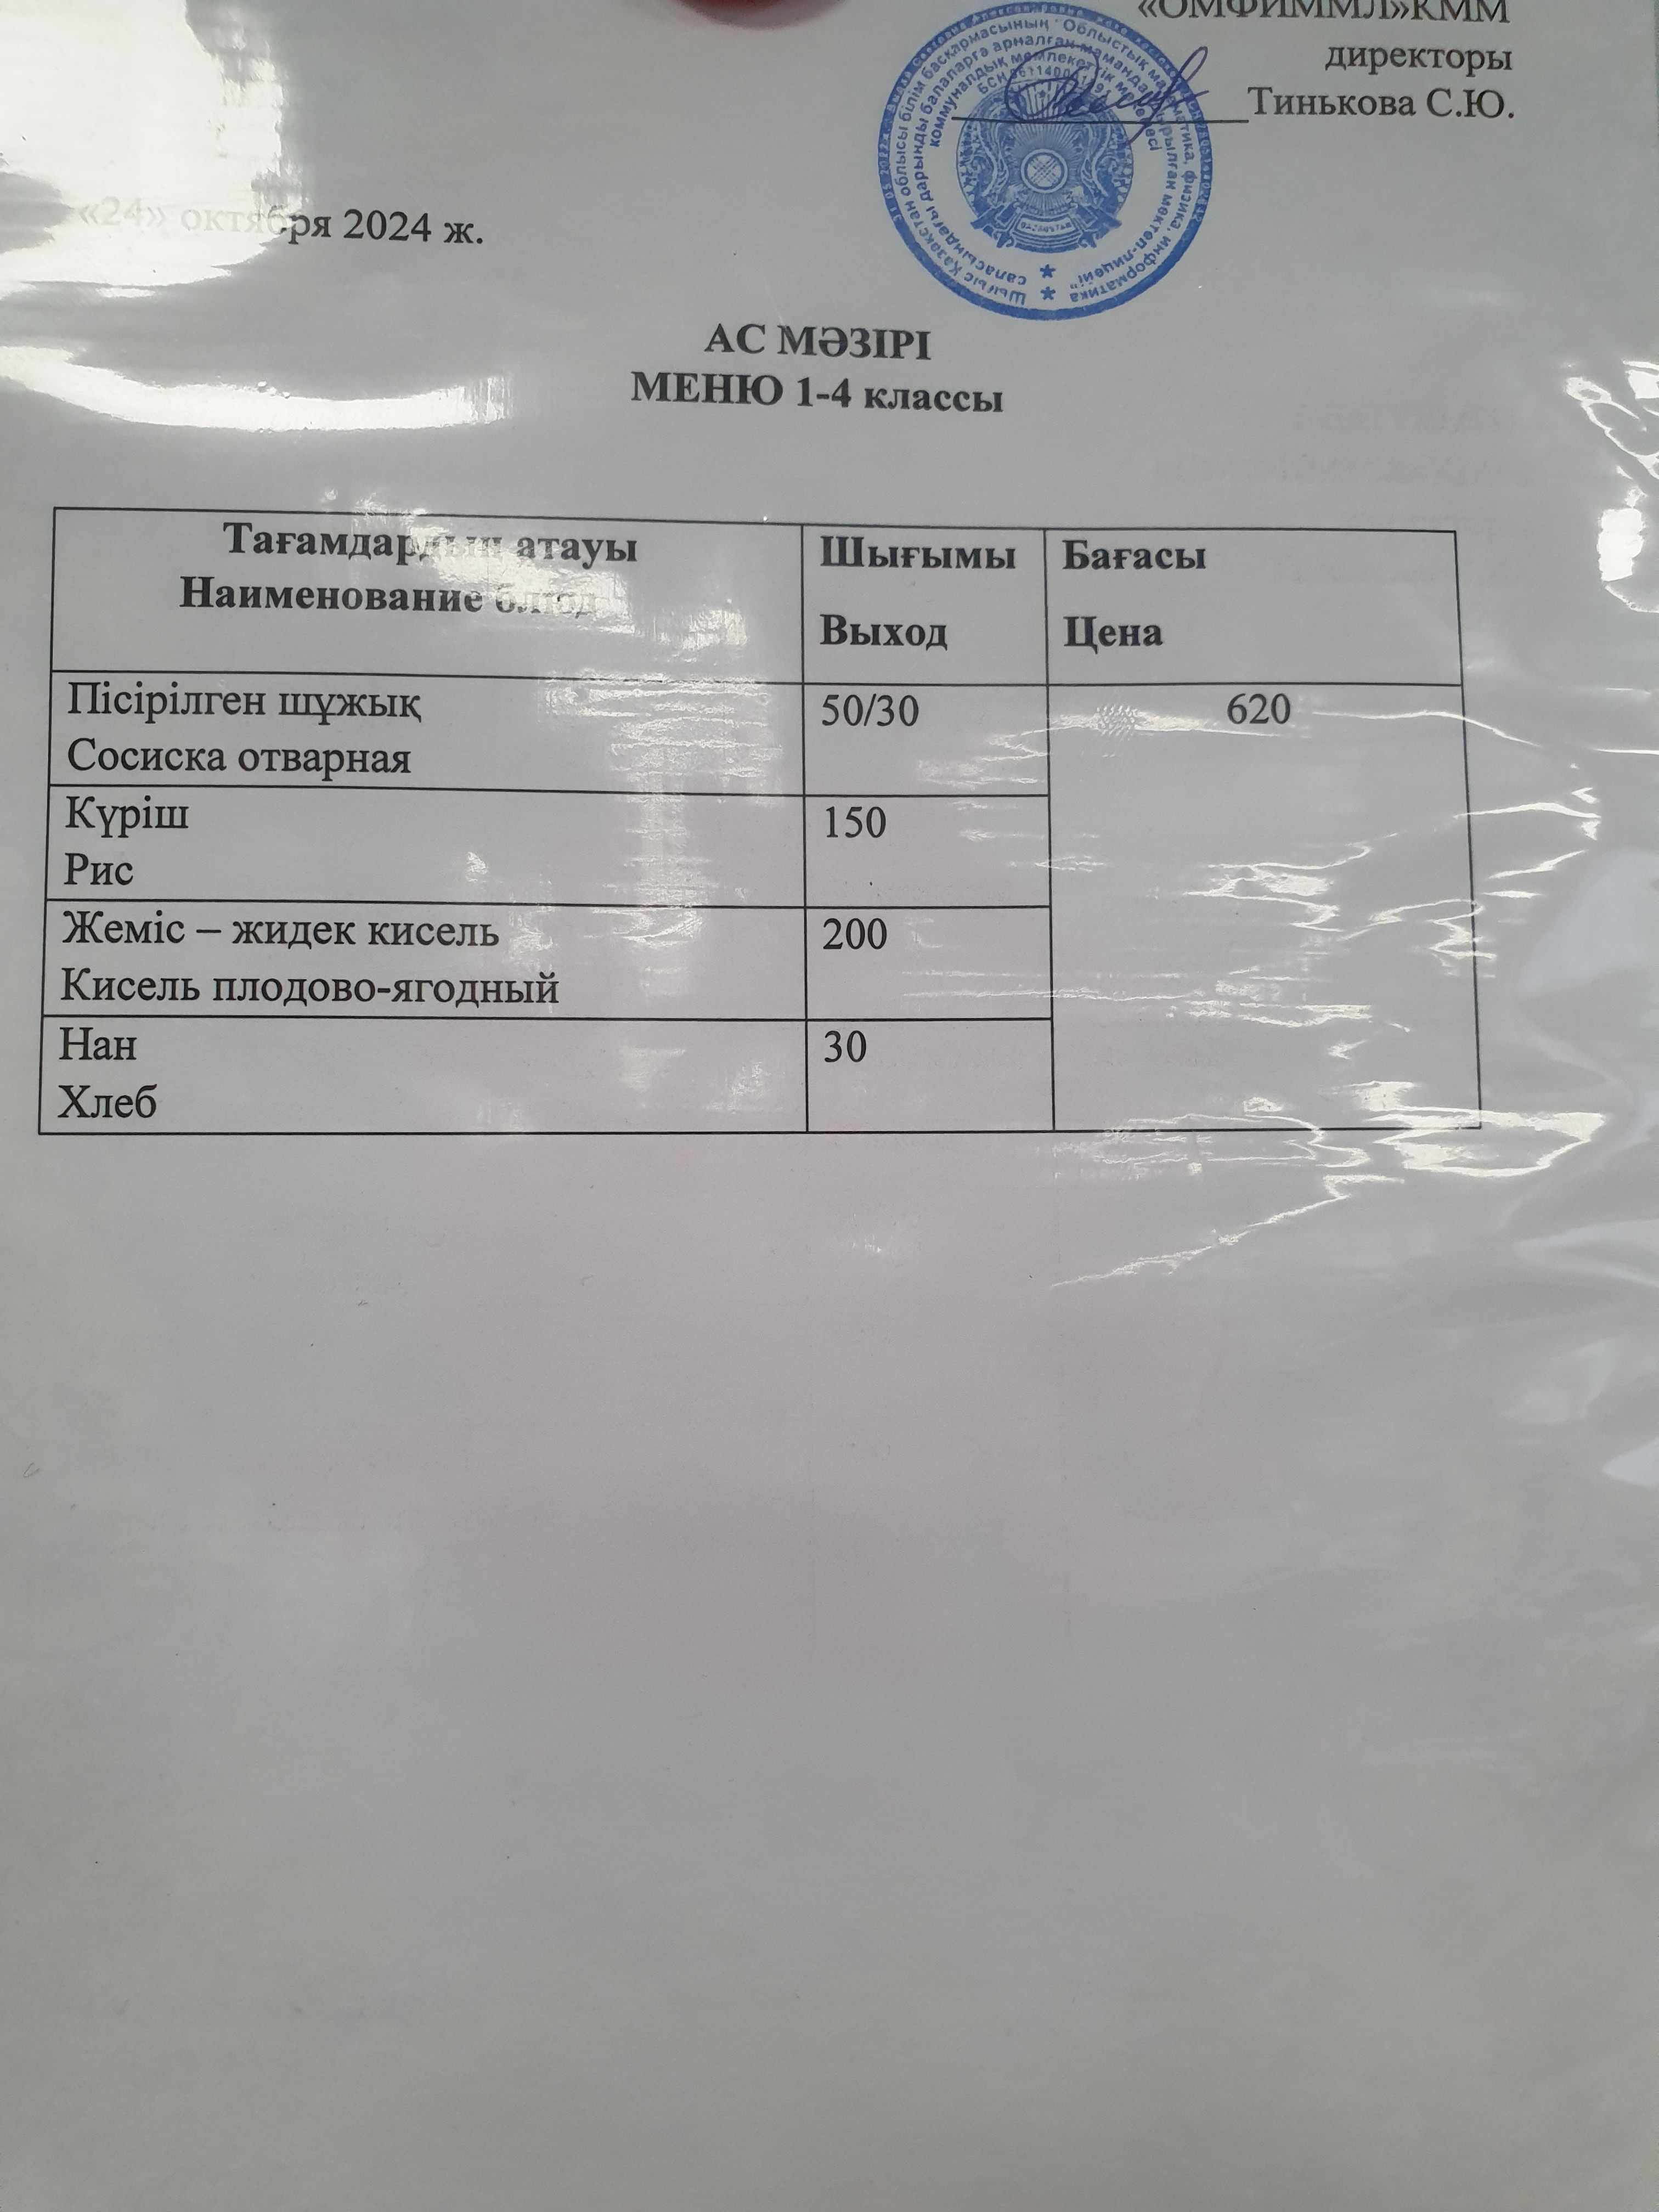 «ОМФИММЛ»КММ
директоры
Тинькова С.Ю.
«24» октября 2024 ж.
АС МӘЗІРІ
МЕНЮ 1-4 классы
Тағамдардың атауы
Наименование блюд
Шығымы
Выход
Бағасы
Цена
Пісірілген шұжық
Сосиска отварная
50/30
620
Күріш
Рис
150
Жеміс – жидек кисель
Кисель плодово-ягодный
200
Нан
Хлеб
30